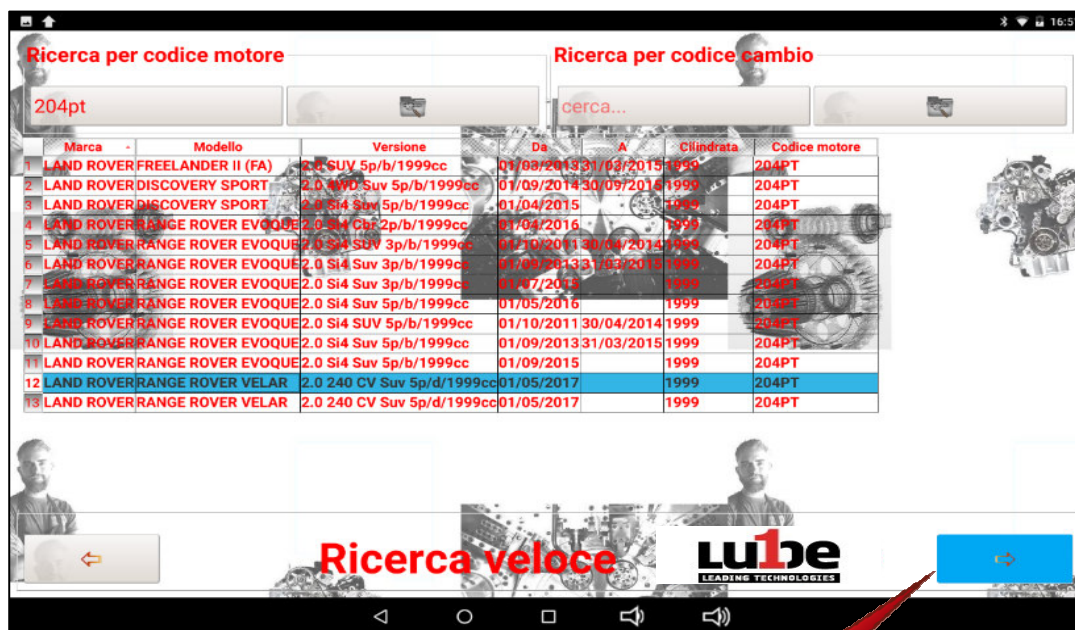 16:51
Ricerca per codice motore Ricerca per codice cambio
204pt cerca...
Marca - Modello Versione Da A Cilindrata Codice motore
1 LAND ROVER FREELANDER II (FA) 2.0 SUV 5p/b/1999cc 01/03/2013 31/03/2015 1999 204PT
2 LAND ROVER DISCOVERY SPORT 2.0 4WD Suv 5p/b/1999cc 01/09/2014 30/09/2015 1999 204PT
3 LAND ROVER DISCOVERY SPORT 2.0 Si4 Suv 5p/b/1999cc 01/04/2015 1999 204PT
4 LAND ROVER RANGE ROVER EVOQUE 2.0 Si4 Cbr 2p/b/1999cc 01/04/2016 1999 204PT
5 LAND ROVER RANGE ROVER EVOQUE 2.0 Si4 SUV 3p/b/1999cc 01/10/2011 30/04/2014 1999 204PT
6 LAND ROVER RANGE ROVER EVOQUE 2.0 Si4 Suv 3p/b/1999cc 01/09/2013 31/03/2015 1999 204PT
7 LAND ROVER RANGE ROVER EVOQUE 2.0 Si4 Suv 3p/b/1999cc 01/07/2015 1999 204PT
8 LAND ROVER RANGE ROVER EVOQUE 2.0 Si4 Suv 5p/b/1999cc 01/05/2016 1999 204PT
9 LAND ROVER RANGE ROVER EVOQUE 2.0 Si4 SUV 5p/b/1999cc 01/10/2011 30/04/2014 1999 204PT
10 LAND ROVER RANGE ROVER EVOQUE 2.0 Si4 Suv 5p/b/1999cc 01/09/2013 31/03/2015 1999 204PT
11 LAND ROVER RANGE ROVER EVOQUE 2.0 Si4 Suv 5p/b/1999cc 01/09/2015 1999 204PT
12 LAND ROVER RANGE ROVER VELAR 2.0 240 CV Suv 5p/d/1999cc 01/05/2017 1999 204PT
13 LAND ROVER RANGE ROVER VELAR 2.0 240 CV Suv 5p/d/1999cc 01/05/2017 1999 204PT
Ricerca veloce lu1be
LEADING TECHNOLOGIES